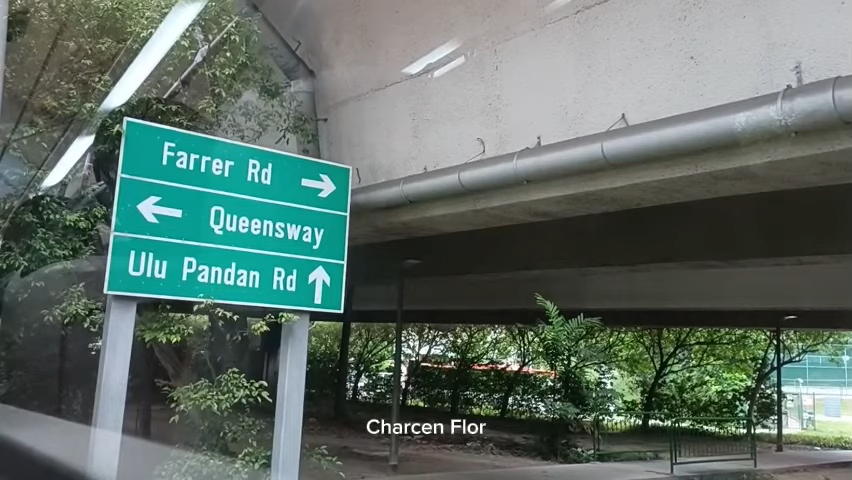 Farrer Rd →
← Queensway
Ulu Pandan Rd ↑
Charcen Flor